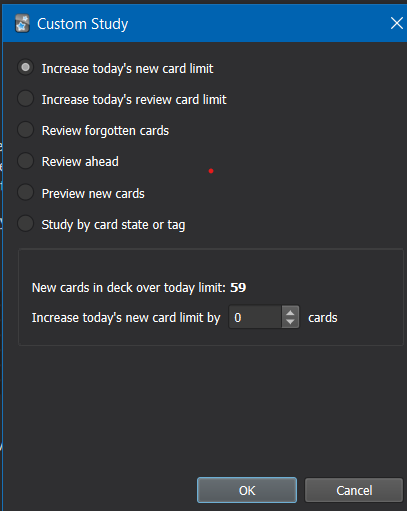 Custom Study
Increase today's new card limit
Increase today's review card limit
Review forgotten cards
Review ahead
Preview new cards
Study by card state or tag
New cards in deck over today limit: 59
Increase today's new card limit by 0 cards
OK Cancel